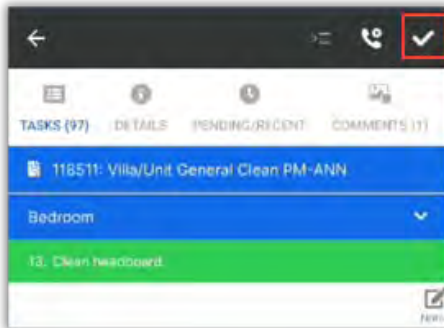 TASKS (97) DETAILS PENDING/RECENT COMMENTS (1)
118511: Villa/Unit General Clean PM-ANN
Bedroom
13. Clean headboard.